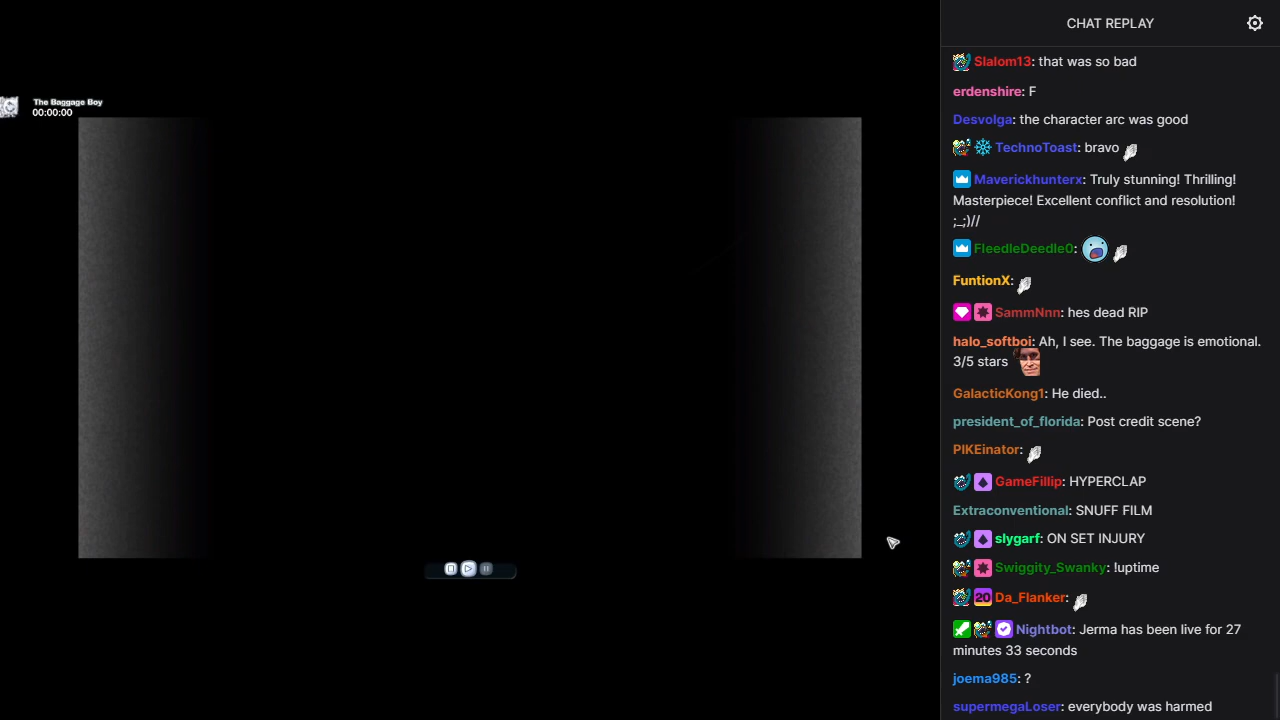 The Baggage Boy
00:00:00
CHAT REPLAY
Slalom13: that was so bad
erdenshire: F
Desvolga: the character arc was good
TechnoToast: bravo
Maverickhunterx: Truly stunning! Thrilling!
Masterpiece! Excellent conflict and resolution!
;_;)//
FleedleDeedle0:
FuntionX:
SammNnn: hes dead RIP
halo_softboi: Ah, I see. The baggage is emotional.
3/5 stars
GalacticKong1: He died..
president_of_florida: Post credit scene?
PIKEinator:
GameFillip: HYPERCLAP
Extraconventional: SNUFF FILM
slygarf: ON SET INJURY
Swiggity_Swanky: !uptime
20 Da_Flanker:
Nightbot: Jerma has been live for 27
minutes 33 seconds
joema985: ?
supermegaLoser: everybody was harmed